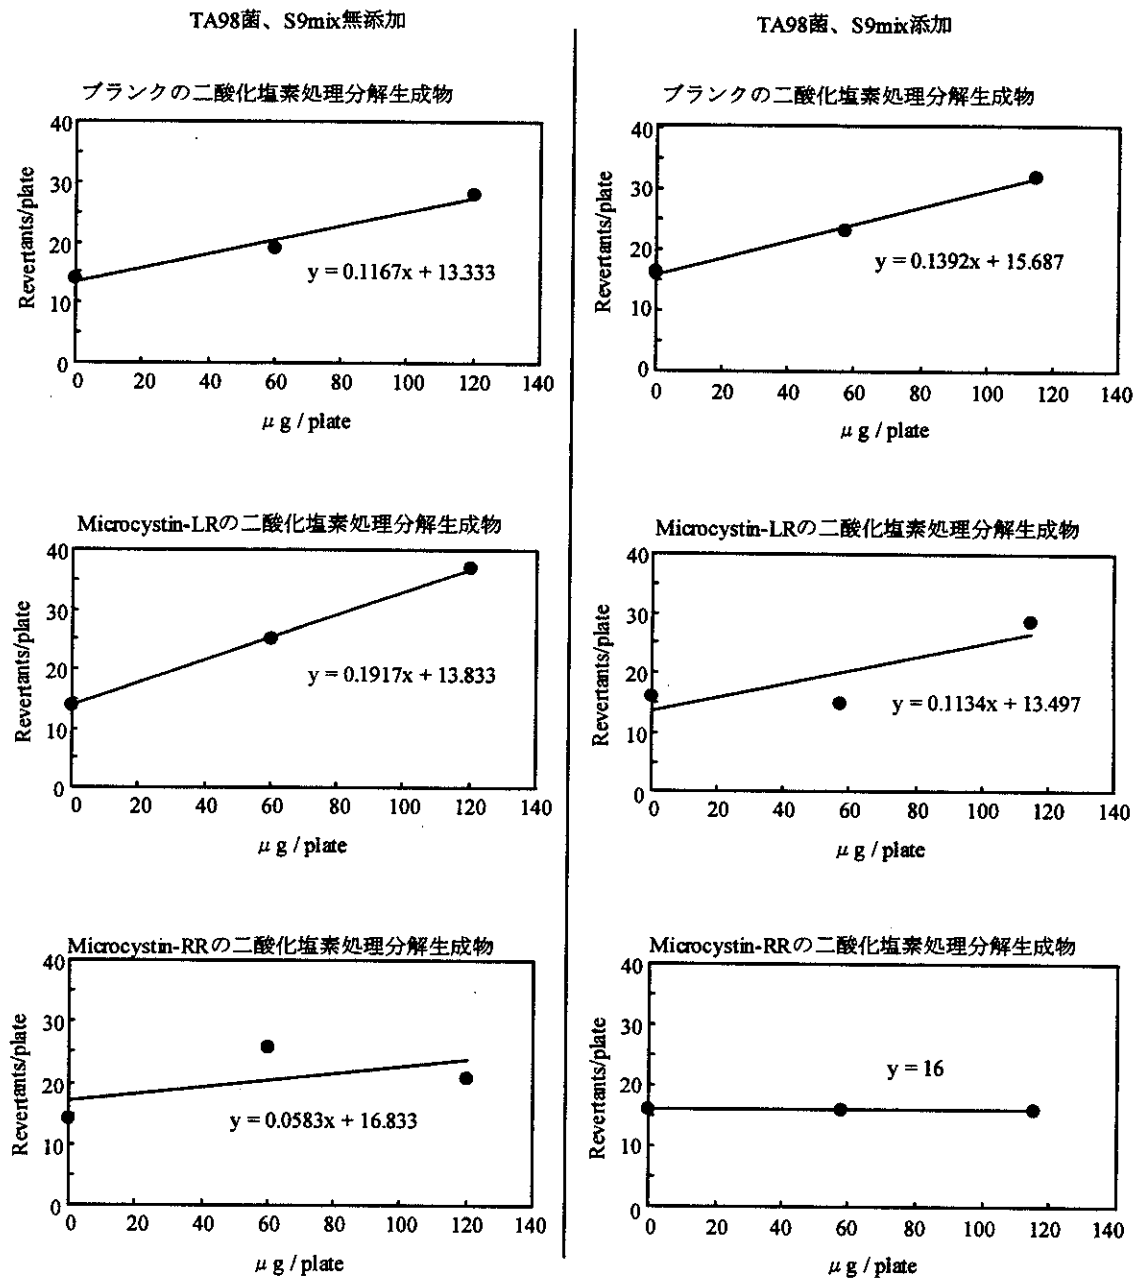 TA98菌、S9mix無添加
ブランクの二酸化塩素処理分解生成物
Revertants/plate
40
30
20
10
0
0 20 40 60 80 100 120 140
y = 0.1167x + 13.333
μ g / plate
Microcystin-LRの二酸化塩素処理分解生成物
Revertants/plate
40
30
20
10
0
0 20 40 60 80 100 120 140
y = 0.1917x + 13.833
μ g / plate
Microcystin-RRの二酸化塩素処理分解生成物
Revertants/plate
40
30
20
10
0
0 20 40 60 80 100 120 140
y = 0.0583x + 16.833
μ g / plate
TA98菌、S9mix添加
ブランクの二酸化塩素処理分解生成物
Revertants/plate
40
30
20
10
0
0 20 40 60 80 100 120 140
y = 0.1392x + 15.687
μ g / plate
Microcystin-LRの二酸化塩素処理分解生成物
Revertants/plate
40
30
20
10
0
0 20 40 60 80 100 120 140
y = 0.1134x + 13.497
μ g / plate
Microcystin-RRの二酸化塩素処理分解生成物
Revertants/plate
40
30
20
10
0
0 20 40 60 80 100 120 140
y = 16
μ g / plate